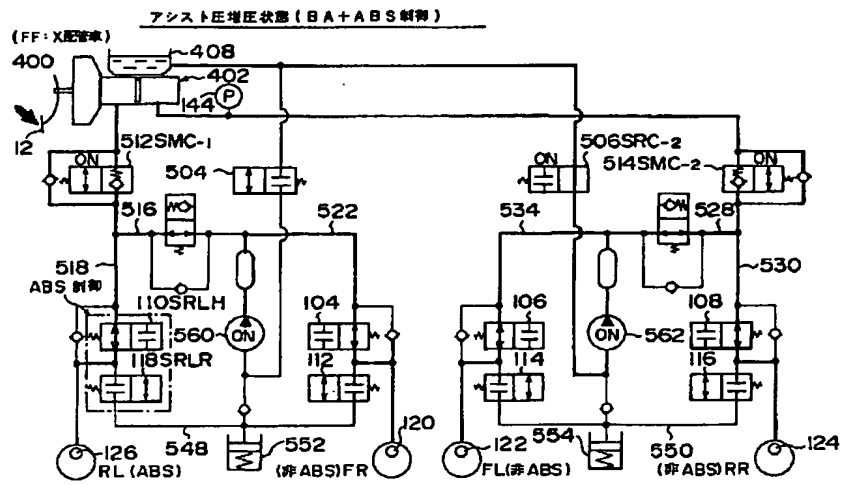 アシスト圧増圧状態(BA+ABS制御)
(FF:X配管車)
400
408
402
144
P
12
512SMC-1
ON
504
ON
506SRC-2
514SMC-2
ON
516
522
534
528
518
530
ABS制御
110SRLH
104
106
108
560
ON
ON
562
118SRLR
112
114
116
548
552
120
554
550
122
124
126
RL(ABS)
(非ABS)FR
FL(非ABS)
(非ABS)RR